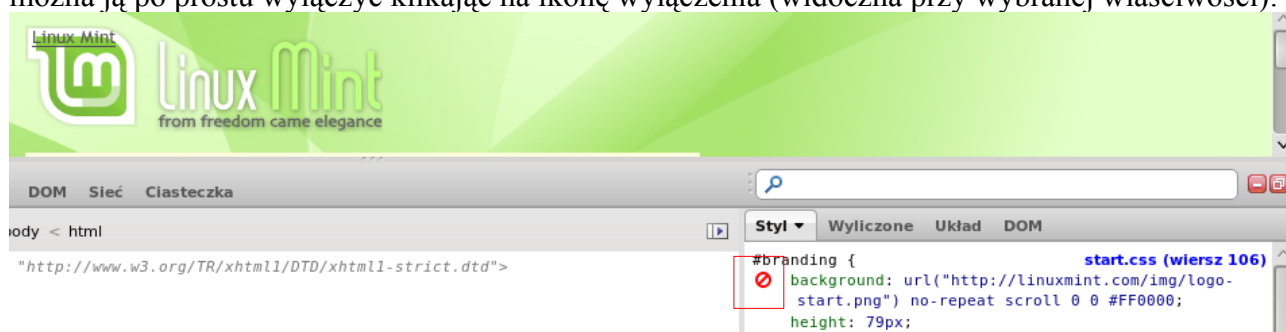 można ją po prostu wyłączyć klikając na ikonę wyłączenia (widoczna przy wybranej właściwości).
Linux Mint
Linux Mint
from freedom came elegance
DOM Sieć Ciasteczka
body < html
"http://www.w3.org/TR/xhtml1/DTD/xhtml1-strict.dtd">
Styl ▾ Wyliczone Układ DOM
#branding { start.css (wiersz 106)
background: url("http://linuxmint.com/img/logo-
start.png") no-repeat scroll 0 0 #FF0000;
height: 79px;